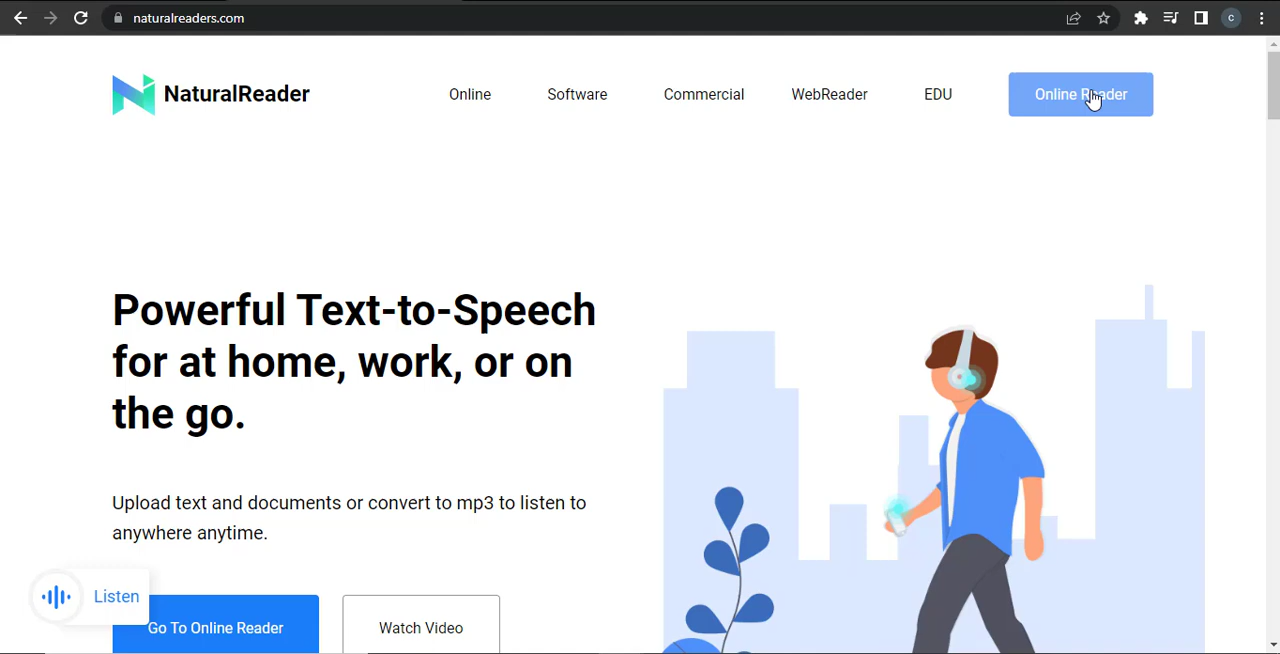 naturalreaders.com
C
NaturalReader
Online
Software
Commercial
WebReader
EDU
Online Reader
Powerful Text-to-Speech
for at home, work, or on
the go.
Upload text and documents or convert to mp3 to listen to
anywhere anytime.
Listen
Go To Online Reader
Watch Video